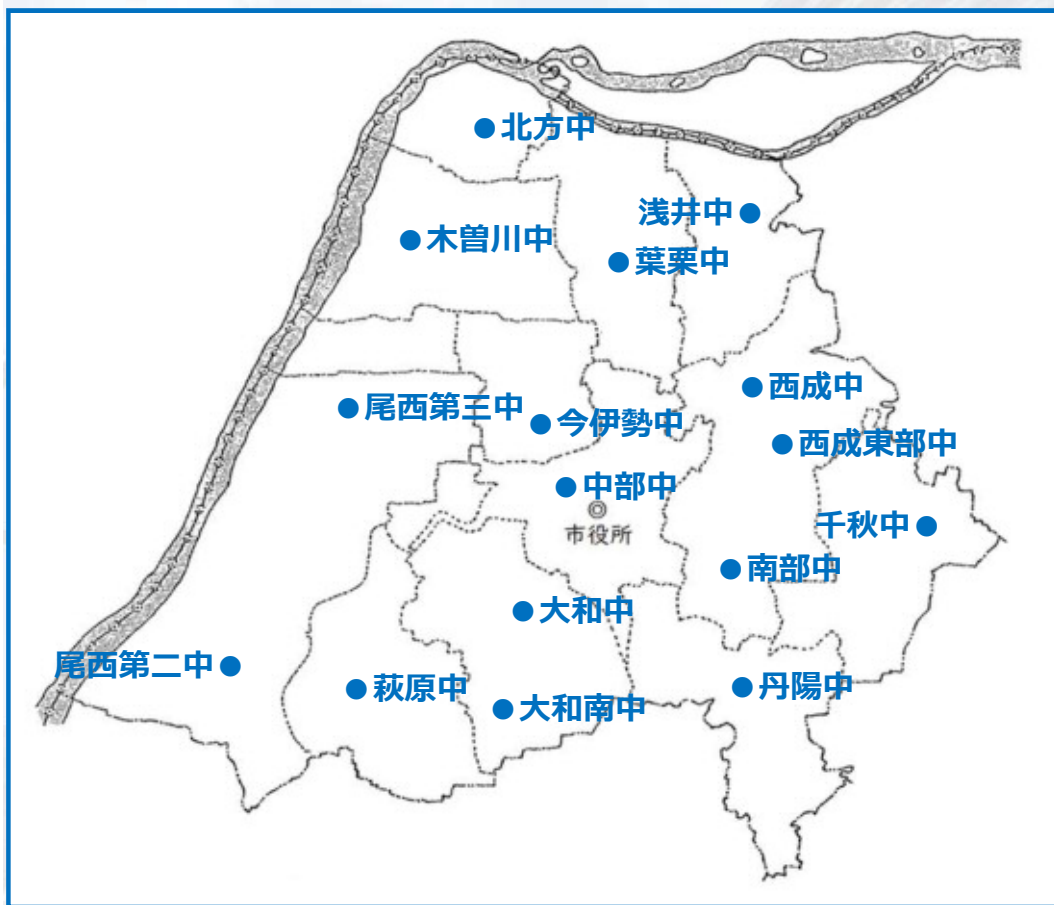 北方中
浅井中
木曽川中
葉栗中
西成中
尾西第三中
今伊勢中
西成東部中
中部中
市役所
千秋中
南部中
大和中
尾西第二中
萩原中
丹陽中
大和南中